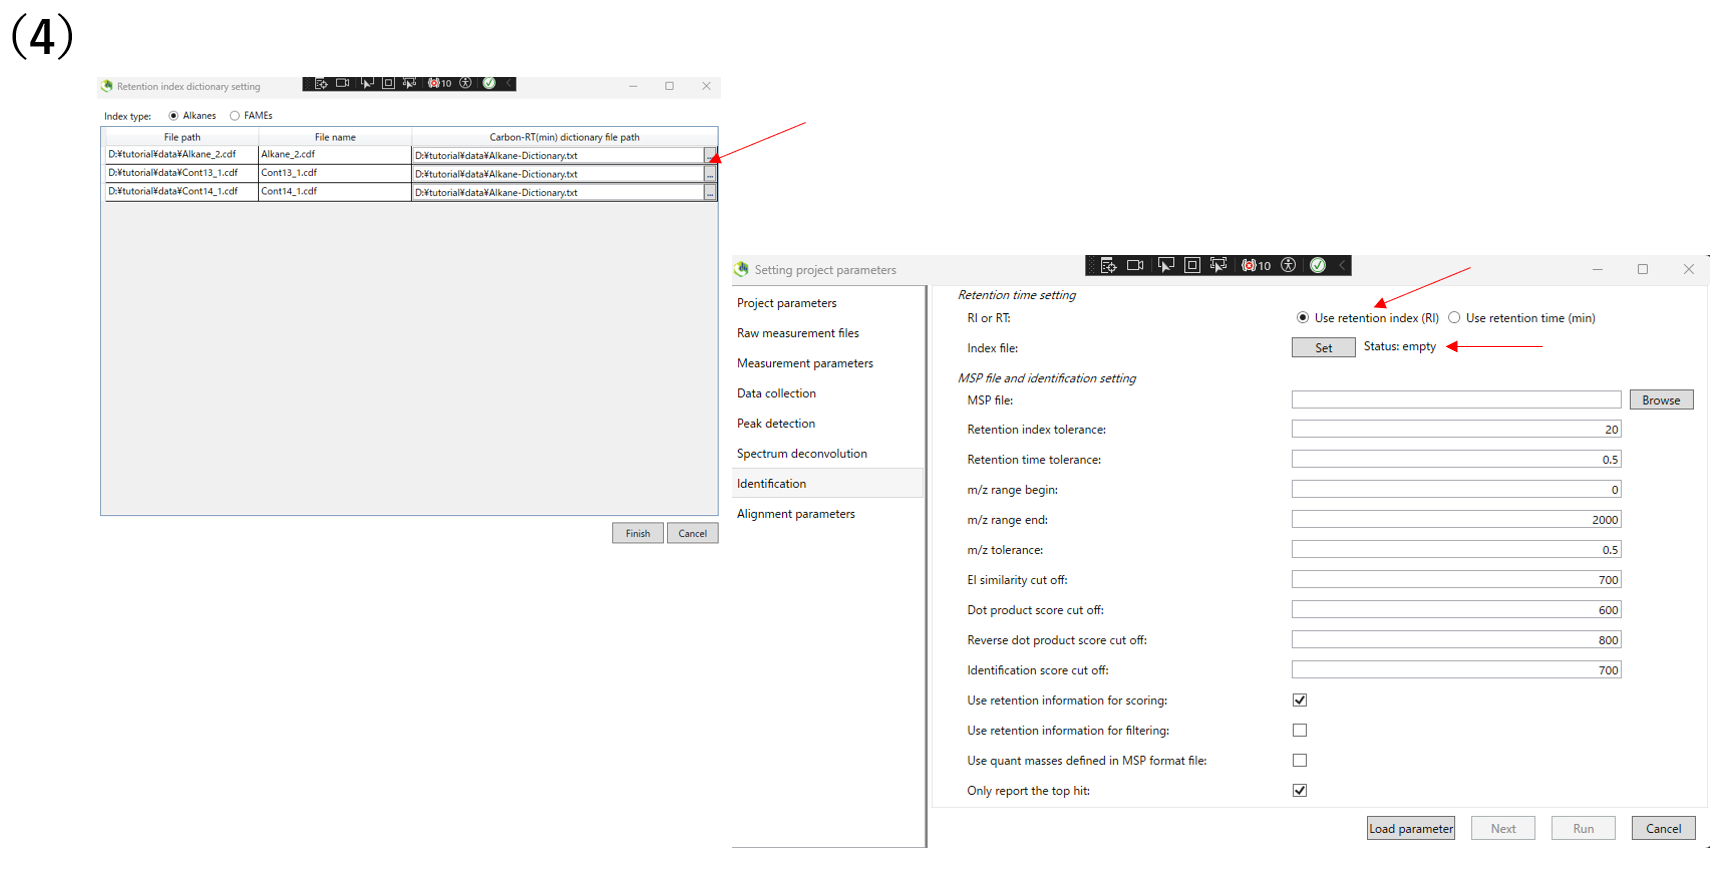 (4)
Retention index dictionary setting
10
Index type: Alkanes FAMEs
File path File name Carbon-RT(min) dictionary file path
D:¥tutorial¥data¥Alkane_2.cdf Alkane_2.cdf D:¥tutorial¥data¥Alkane-Dictionary.txt ...
D:¥tutorial¥data¥Cont13_1.cdf Cont13_1.cdf D:¥tutorial¥data¥Alkane-Dictionary.txt ...
D:¥tutorial¥data¥Cont14_1.cdf Cont14_1.cdf D:¥tutorial¥data¥Alkane-Dictionary.txt ...
Finish Cancel
Setting project parameters
10
Project parameters
Raw measurement files
Measurement parameters
Data collection
Peak detection
Spectrum deconvolution
Identification
Alignment parameters
Retention time setting
RI or RT: Use retention index (RI) Use retention time (min)
Index file: Set Status: empty
MSP file and identification setting
MSP file: Browse
Retention index tolerance: 20
Retention time tolerance: 0.5
m/z range begin: 0
m/z range end: 2000
m/z tolerance: 0.5
EI similarity cut off: 700
Dot product score cut off: 600
Reverse dot product score cut off: 800
Identification score cut off: 700
Use retention information for scoring:
Use retention information for filtering:
Use quant masses defined in MSP format file:
Only report the top hit:
Load parameter Next Run Cancel